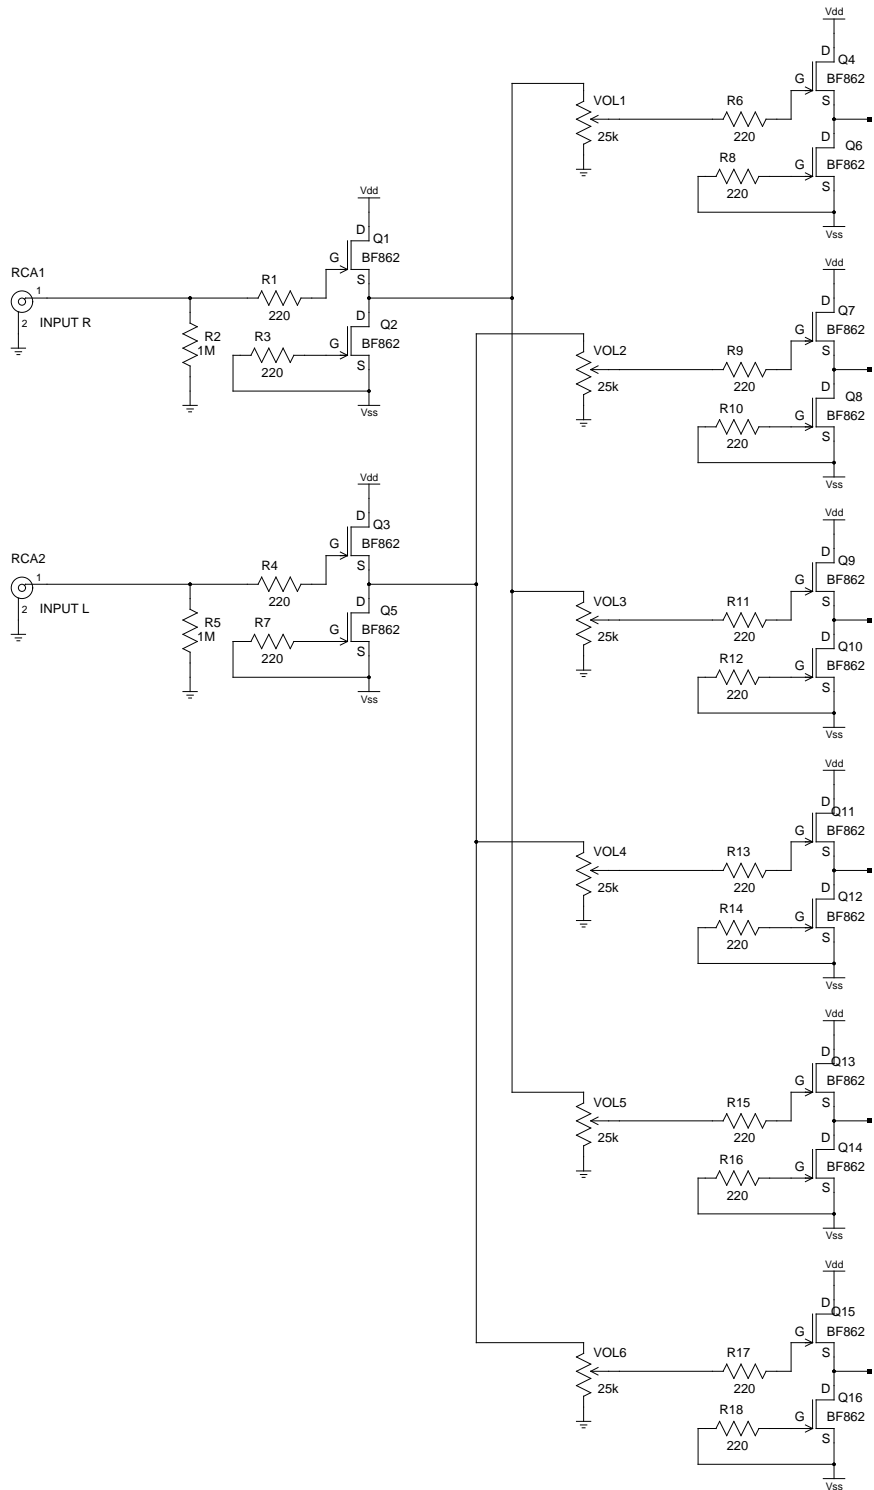 Vdd
D
Q4
G
BF862
S
VOL1
25k
R6
220
D
Q6
R8
G
BF862
220
S
Vss
Vdd
D
Q1
G
BF862
S
RCA1
1
2
INPUT R
R1
220
R2
1M
D
Q2
R3
G
BF862
220
S
Vss
Vdd
D
Q7
G
BF862
S
VOL2
25k
R9
220
D
Q8
R10
G
BF862
220
S
Vss
Vdd
D
Q3
G
BF862
S
RCA2
1
2
INPUT L
R4
220
R5
1M
D
Q5
R7
G
BF862
220
S
Vss
Vdd
D
Q9
G
BF862
S
VOL3
25k
R11
220
D
Q10
R12
G
BF862
220
S
Vss
Vdd
D
Q11
G
BF862
S
VOL4
25k
R13
220
D
Q12
R14
G
BF862
220
S
Vss
Vdd
D
Q13
G
BF862
S
VOL5
25k
R15
220
D
Q14
R16
G
BF862
220
S
Vss
Vdd
D
Q15
G
BF862
S
VOL6
25k
R17
220
D
Q16
R18
G
BF862
220
S
Vss